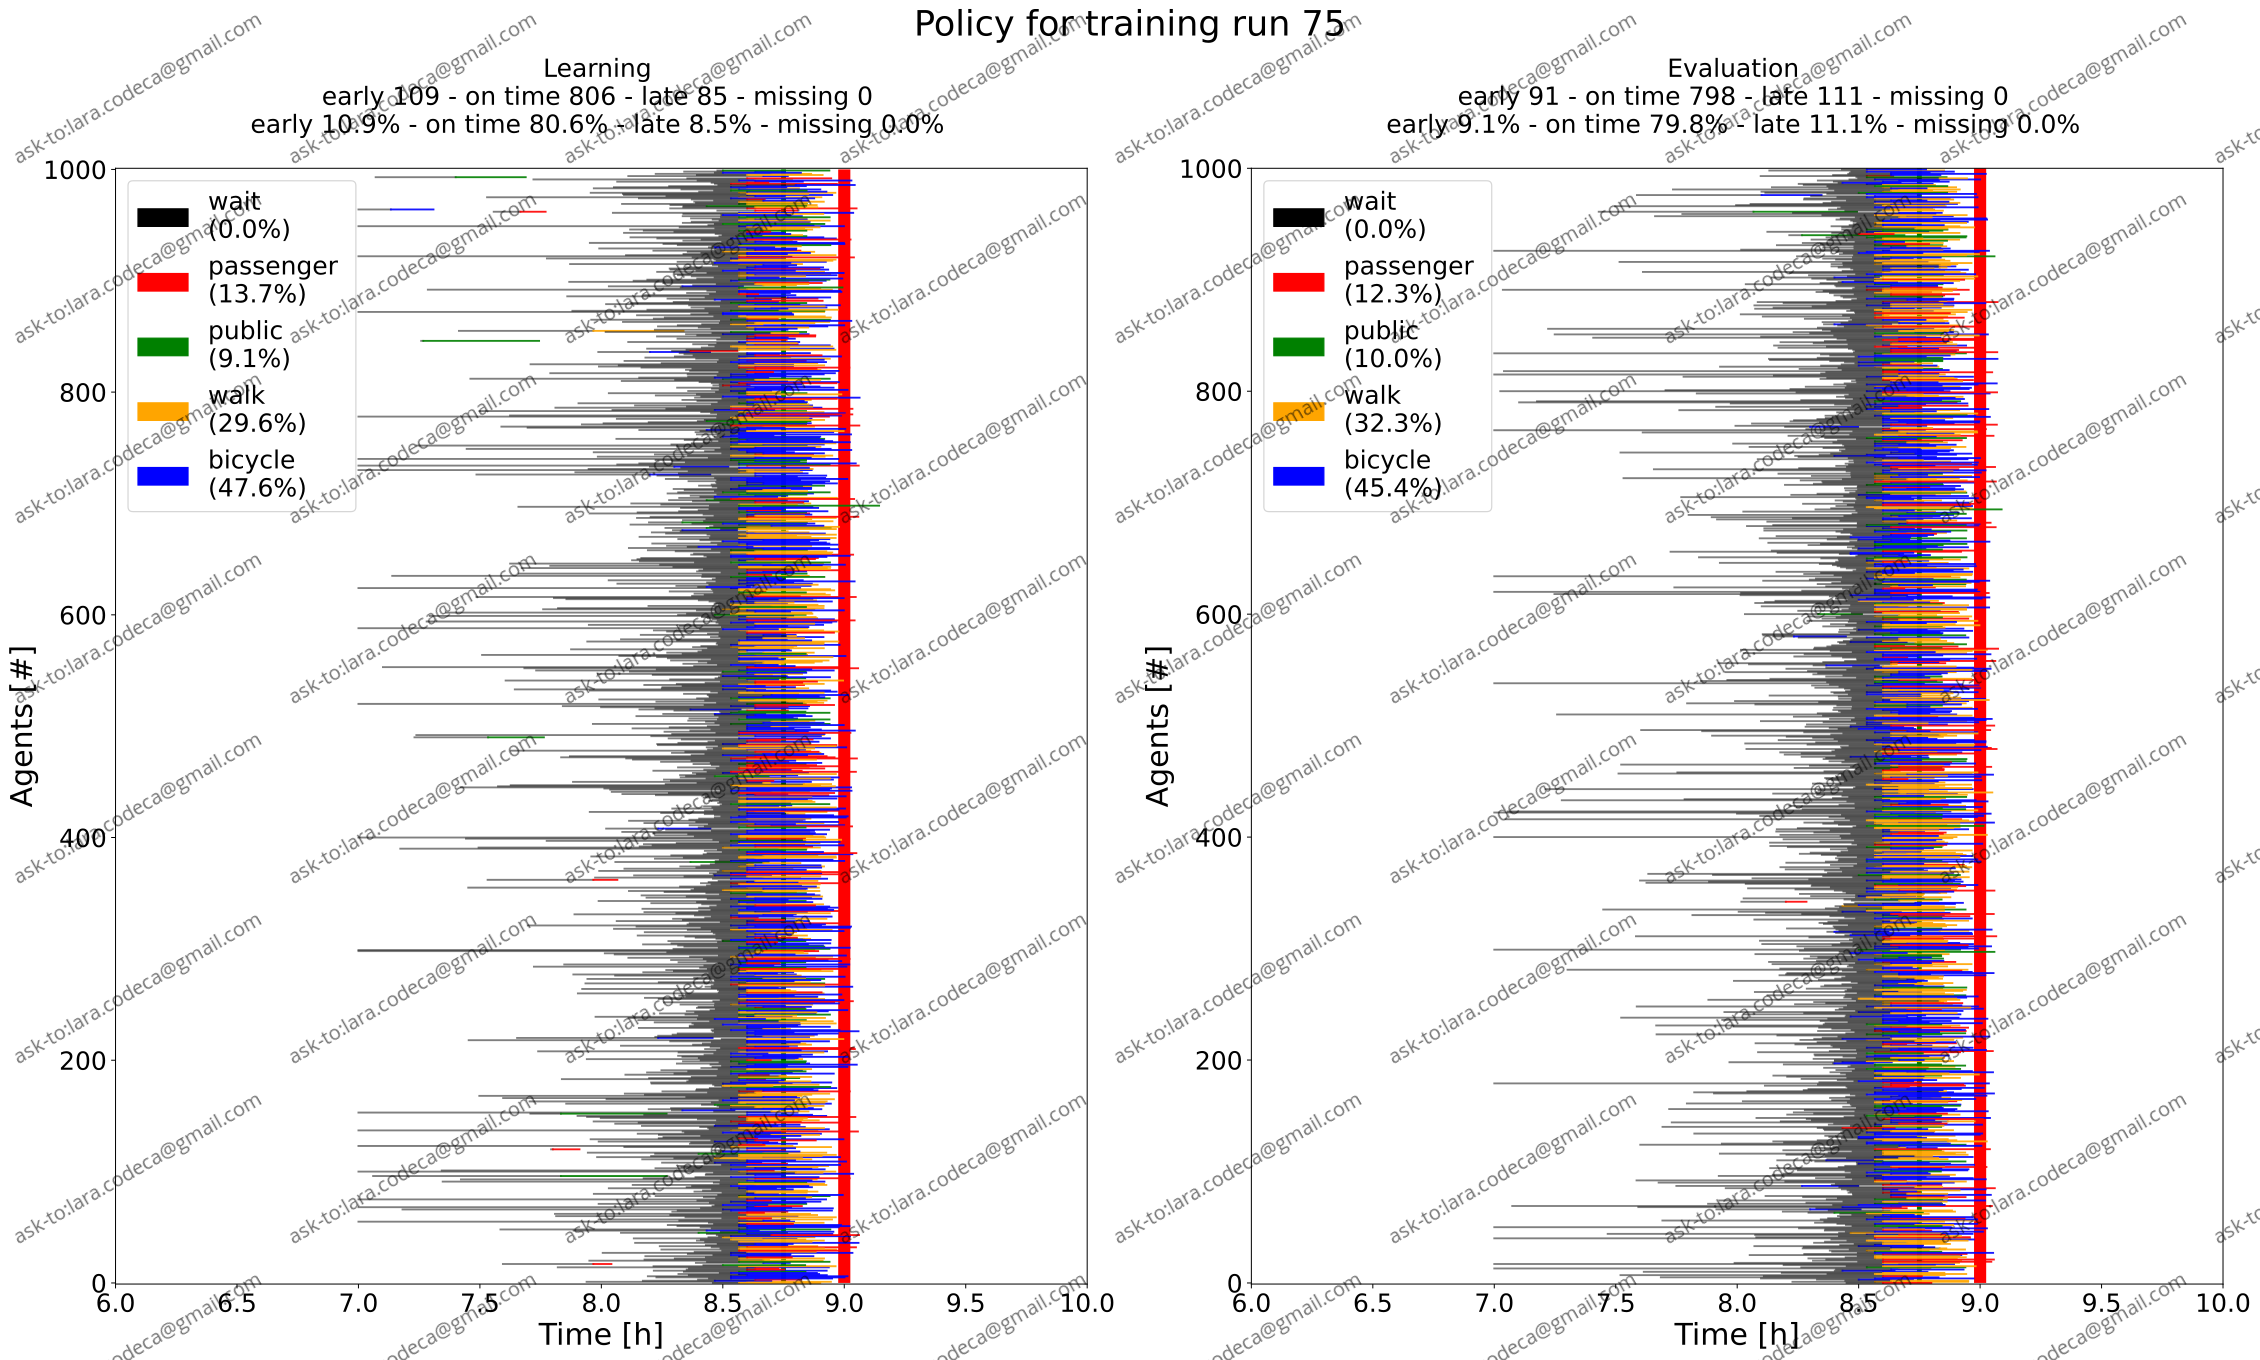 Policy for training run 75
Learning
early 109 - on time 806 - late 85 - missing 0
early 10.9% - on time 80.6% - late 8.5% - missing 0.0%
Agents [#]
1000
800
600
400
200
0
wait
(0.0%)
passenger
(13.7%)
public
(9.1%)
walk
(29.6%)
bicycle
(47.6%)
6.0 6.5 7.0 7.5 8.0 8.5 9.0 9.5 10.0
Time [h]
Evaluation
early 91 - on time 798 - late 111 - missing 0
early 9.1% - on time 79.8% - late 11.1% - missing 0.0%
Agents [#]
1000
800
600
400
200
0
wait
(0.0%)
passenger
(12.3%)
public
(10.0%)
walk
(32.3%)
bicycle
(45.4%)
6.0 6.5 7.0 7.5 8.0 8.5 9.0 9.5 10.0
Time [h]
ask-to:lara.codeca@gmail.com